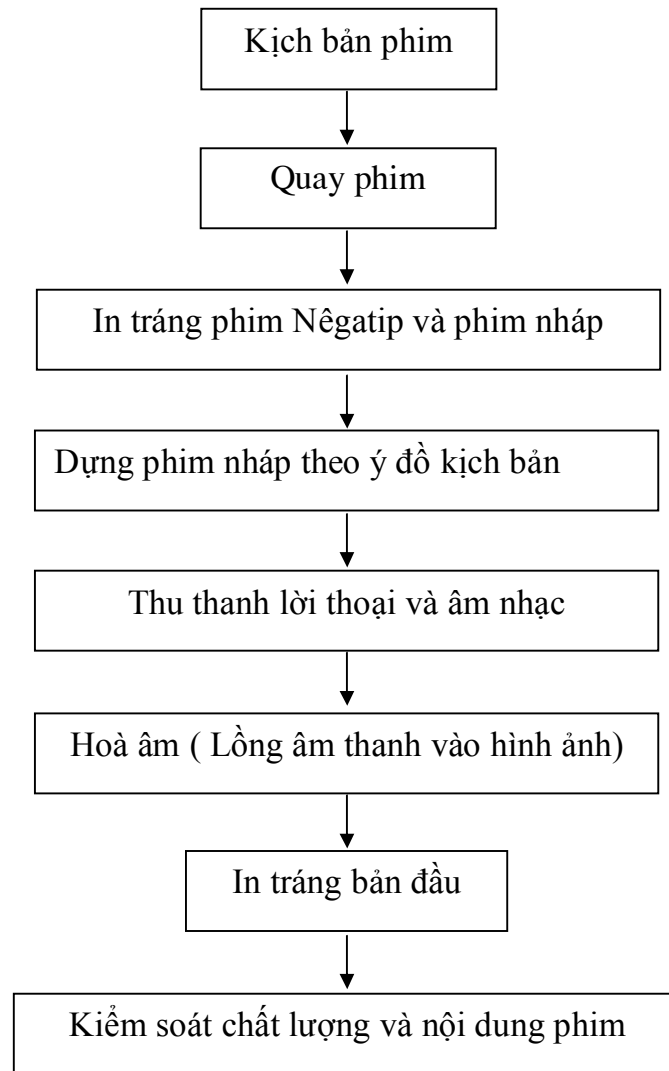 Kịch bản phim
Quay phim
In tráng phim Nêgatip và phim nháp
Dựng phim nháp theo ý đồ kịch bản
Thu thanh lời thoại và âm nhạc
Hoà âm ( Lồng âm thanh vào hình ảnh)
In tráng bản đầu
Kiểm soát chất lượng và nội dung phim